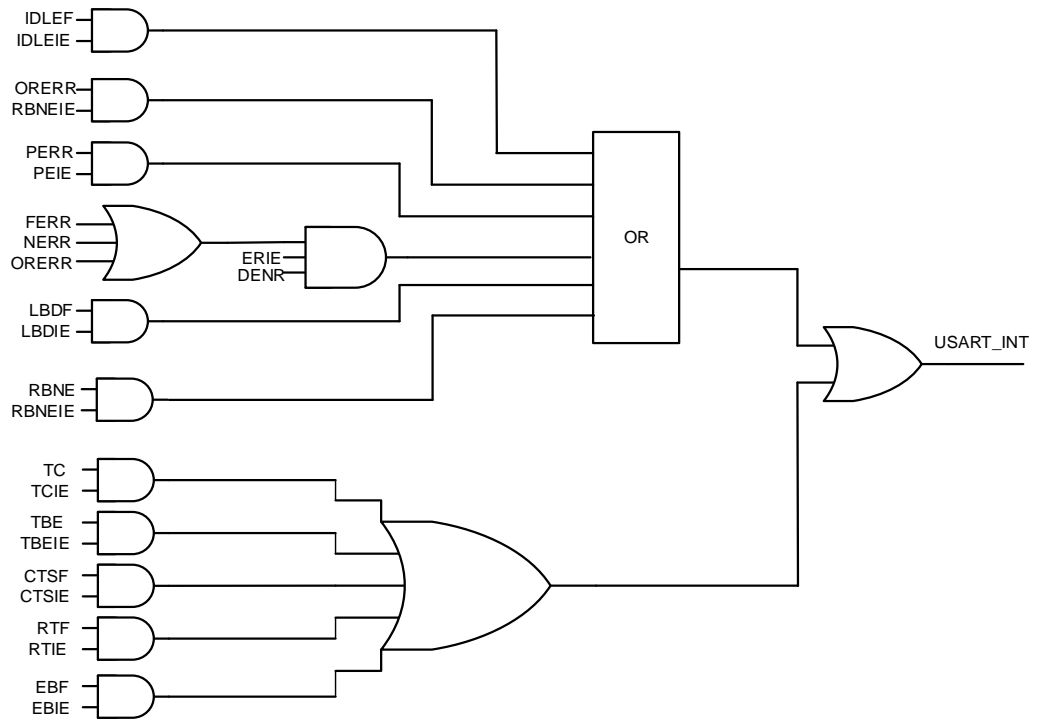 IDLEF
IDLEIE
ORERR
RBNEIE
PERR
PEIE
FERR
NERR
ORERR
ERIE
DENR
OR
LBDF
LBDIE
USART_INT
RBNE
RBNEIE
TC
TCIE
TBE
TBEIE
CTSF
CTSIE
RTF
RTIE
EBF
EBIE